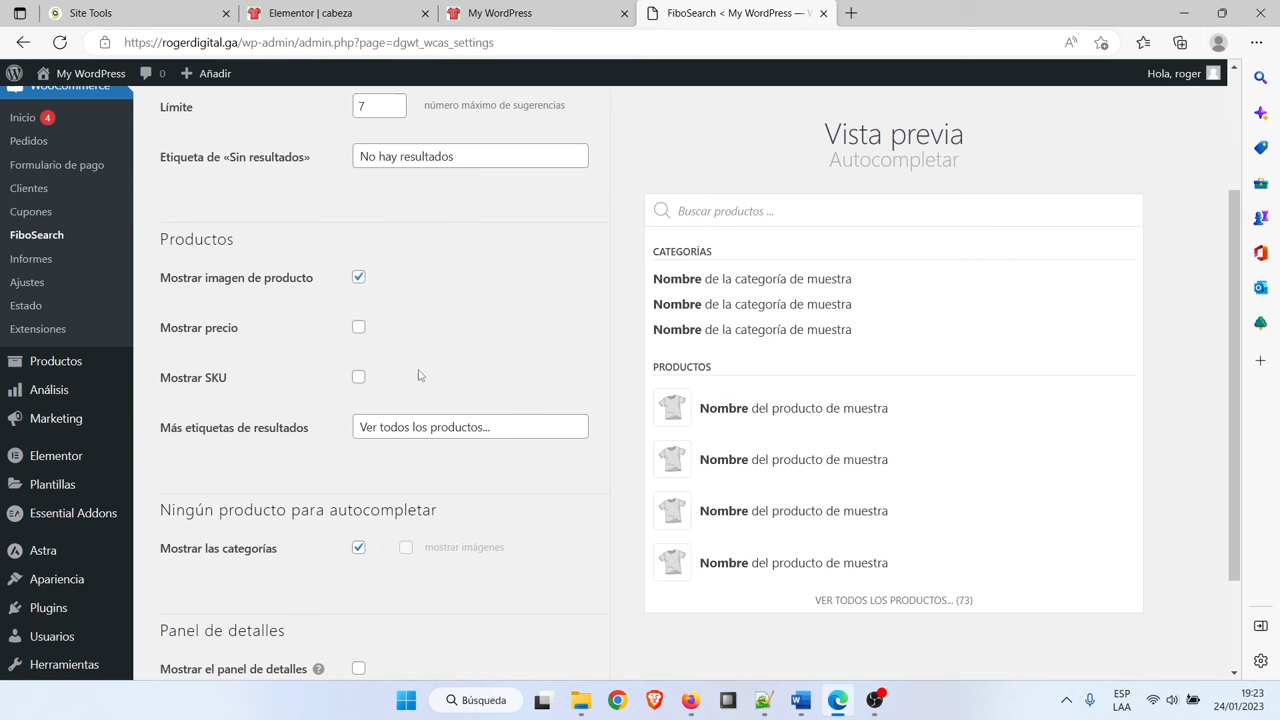 Site Tools
Elementor | cabeza
My WordPress
FiboSearch < My WordPress —
https://rogerdigital.ga/wp-admin/admin.php?page=dgwt_wcas_settings
My WordPress
0
Añadir
Hola, roger
WooCommerce
Inicio 4
Pedidos
Formulario de pago
Clientes
Cupones
FiboSearch
Informes
Ajustes
Estado
Extensiones
Productos
Análisis
Marketing
Elementor
Plantillas
Essential Addons
Astra
Apariencia
Plugins
Usuarios
Herramientas
Límite
7
número máximo de sugerencias
Etiqueta de «Sin resultados»
No hay resultados
Productos
Mostrar imagen de producto
Mostrar precio
Mostrar SKU
Más etiquetas de resultados
Ver todos los productos...
Ningún producto para autocompletar
Mostrar las categorías
mostrar imágenes
Panel de detalles
Mostrar el panel de detalles ?
Vista previa
Autocompletar
Buscar productos ...
CATEGORÍAS
Nombre de la categoría de muestra
Nombre de la categoría de muestra
Nombre de la categoría de muestra
PRODUCTOS
Nombre del producto de muestra
Nombre del producto de muestra
Nombre del producto de muestra
Nombre del producto de muestra
VER TODOS LOS PRODUCTOS... (73)
Búsqueda
ESP
LAA
19:23
24/01/2023